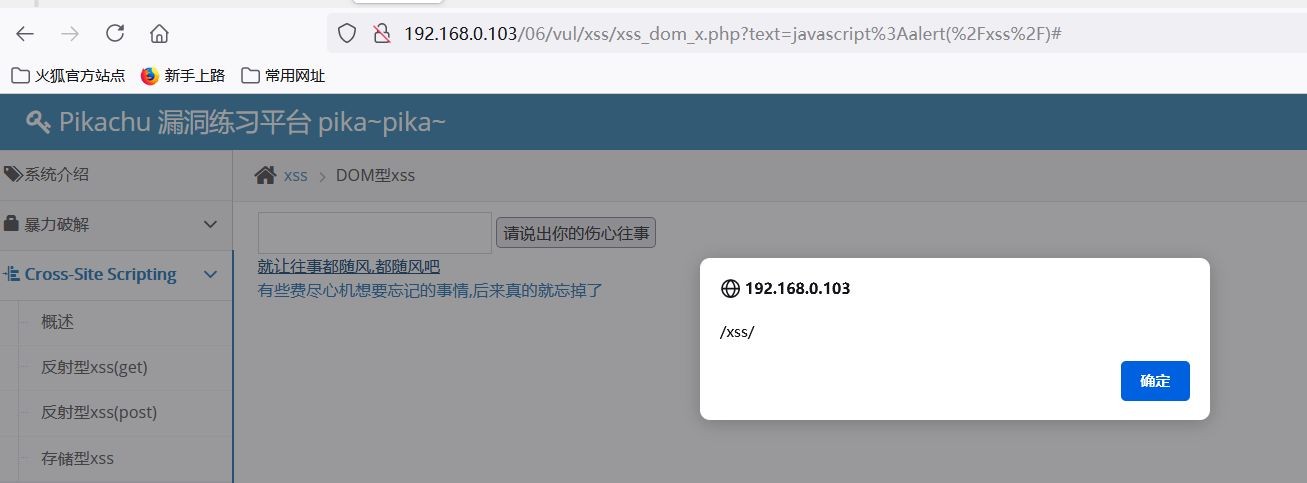 192.168.0.103/06/vul/xss/xss_dom_x.php?text=javascript%3Aalert(%2Fxss%2F)#
火狐官方站点 新手上路 常用网址
Pikachu 漏洞练习平台 pika~pika~
系统介绍
xss > DOM型xss
暴力破解
请说出你的伤心往事
Cross-Site Scripting
就让往事都随风,都随风吧
有些费尽心机想要忘记的事情,后来真的就忘掉了
192.168.0.103
/xss/
确定
概述
反射型xss(get)
反射型xss(post)
存储型xss